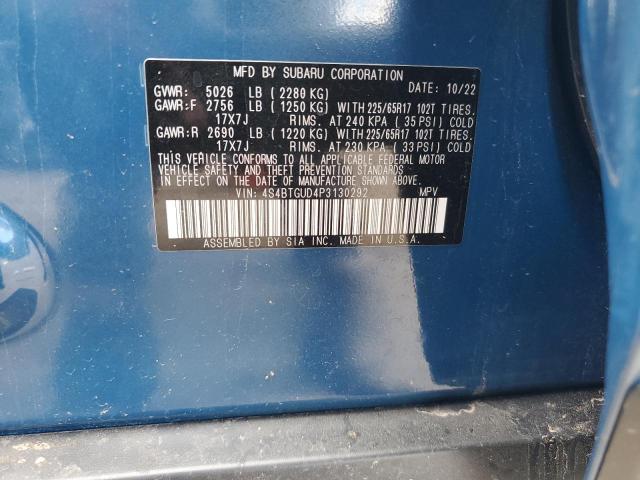 MFD BY SUBARU CORPORATION
GVWR: 5026 LB ( 2280 KG) DATE: 10/22
GAWR:F 2756 LB ( 1250 KG) WITH 225/65R17 102T TIRES.
17X7J RIMS. AT 240 KPA ( 35 PSI) COLD
GAWR:R 2690 LB ( 1220 KG) WITH 225/65R17 102T TIRES.
17X7J RIMS. AT 230 KPA ( 33 PSI) COLD
THIS VEHICLE CONFORMS TO ALL APPLICABLE FEDERAL MOTOR
VEHICLE SAFETY AND THEFT PREVENTION STANDARDS
IN EFFECT ON THE DATE OF MANUFACTURE SHOWN ABOVE.
VIN: 4S4BTGUD4P3130292 MPV
ASSEMBLED BY SIA INC. MADE IN U.S.A.